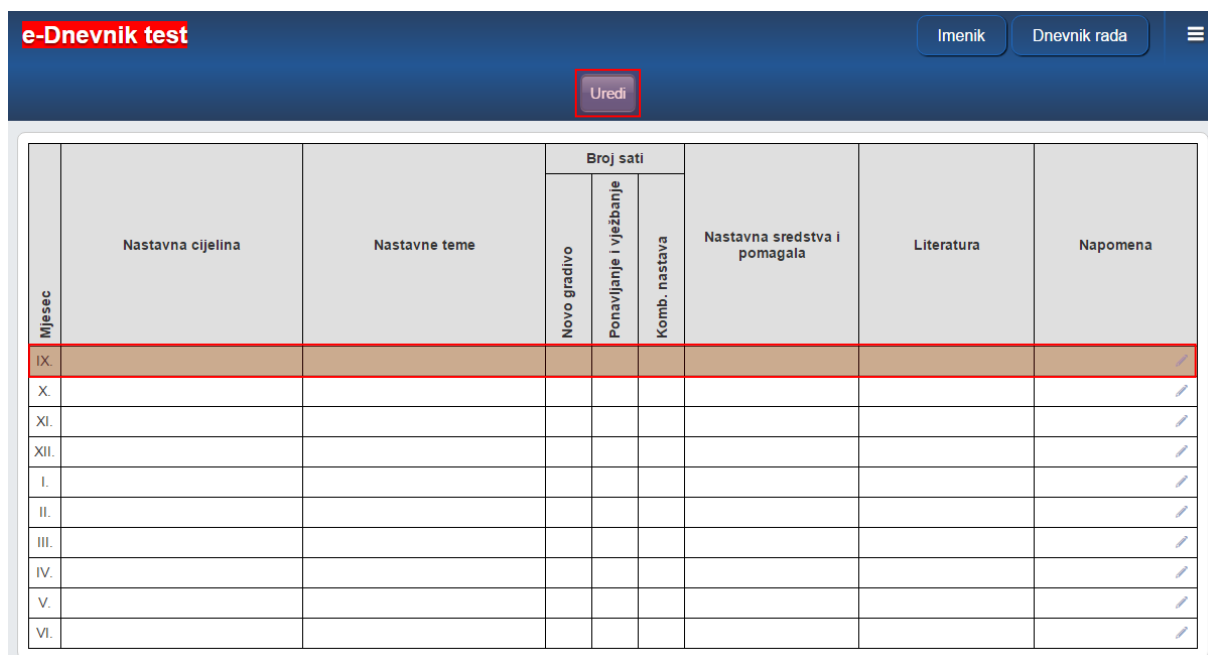 e-Dnevnik test
Imenik
Dnevnik rada
Uredi
Mjesec
Nastavna cijelina
Nastavne teme
Broj sati
Novo gradivo
Ponavljanje i vježbanje
Komb. nastava
Nastavna sredstva i
pomagala
Literatura
Napomena
IX.
X.
XI.
XII.
I.
II.
III.
IV.
V.
VI.